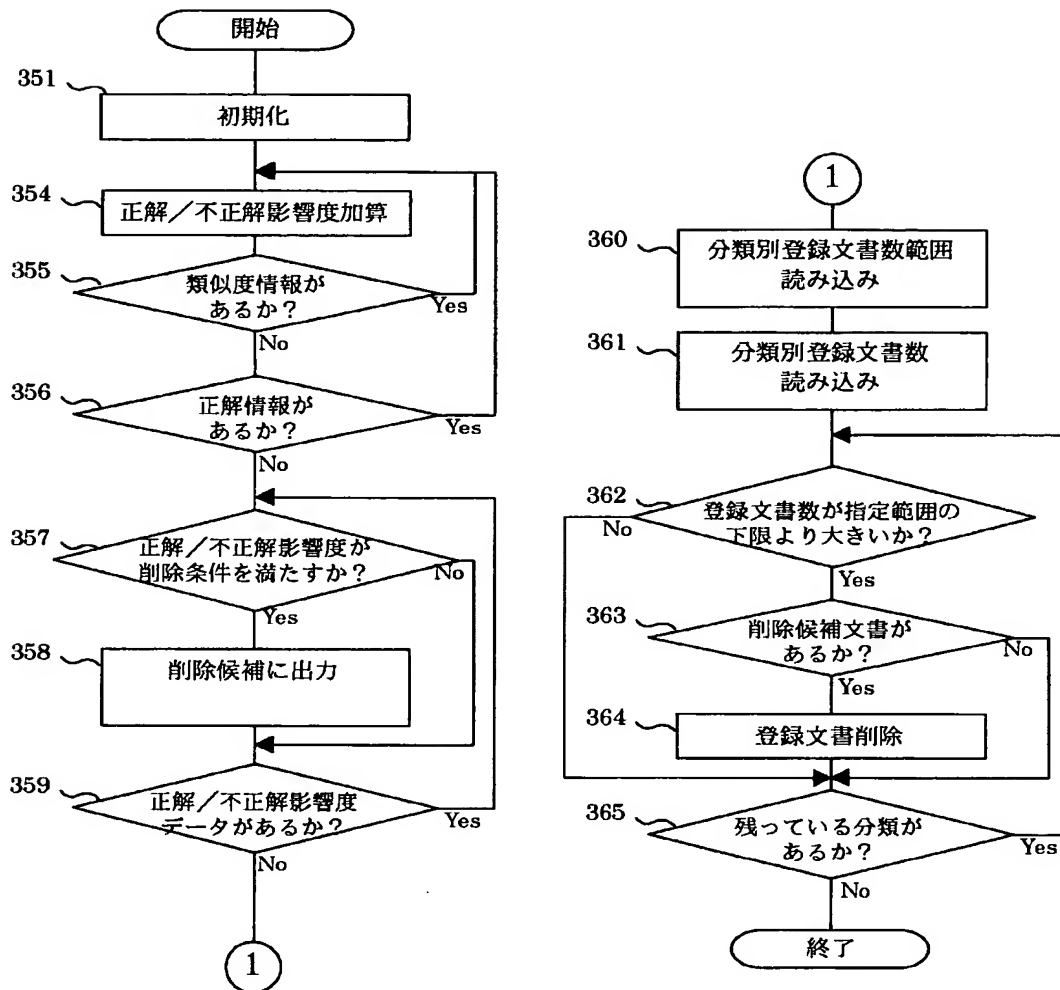 開始
351
初期化
354
正解／不正解影響度加算
355
類似度情報が
あるか？
Yes
No
356
正解情報が
あるか？
Yes
No
357
正解／不正解影響度が
削除条件を満たすか？
No
Yes
358
削除候補に出力
359
正解／不正解影響度
データがあるか？
Yes
No
1
1
360
分類別登録文書数範囲
読み込み
361
分類別登録文書数
読み込み
362
No
登録文書数が指定範囲の
下限より大きいか？
Yes
363
削除候補文書が
あるか？
No
Yes
364
登録文書削除
365
残っている分類が
あるか？
Yes
No
終了